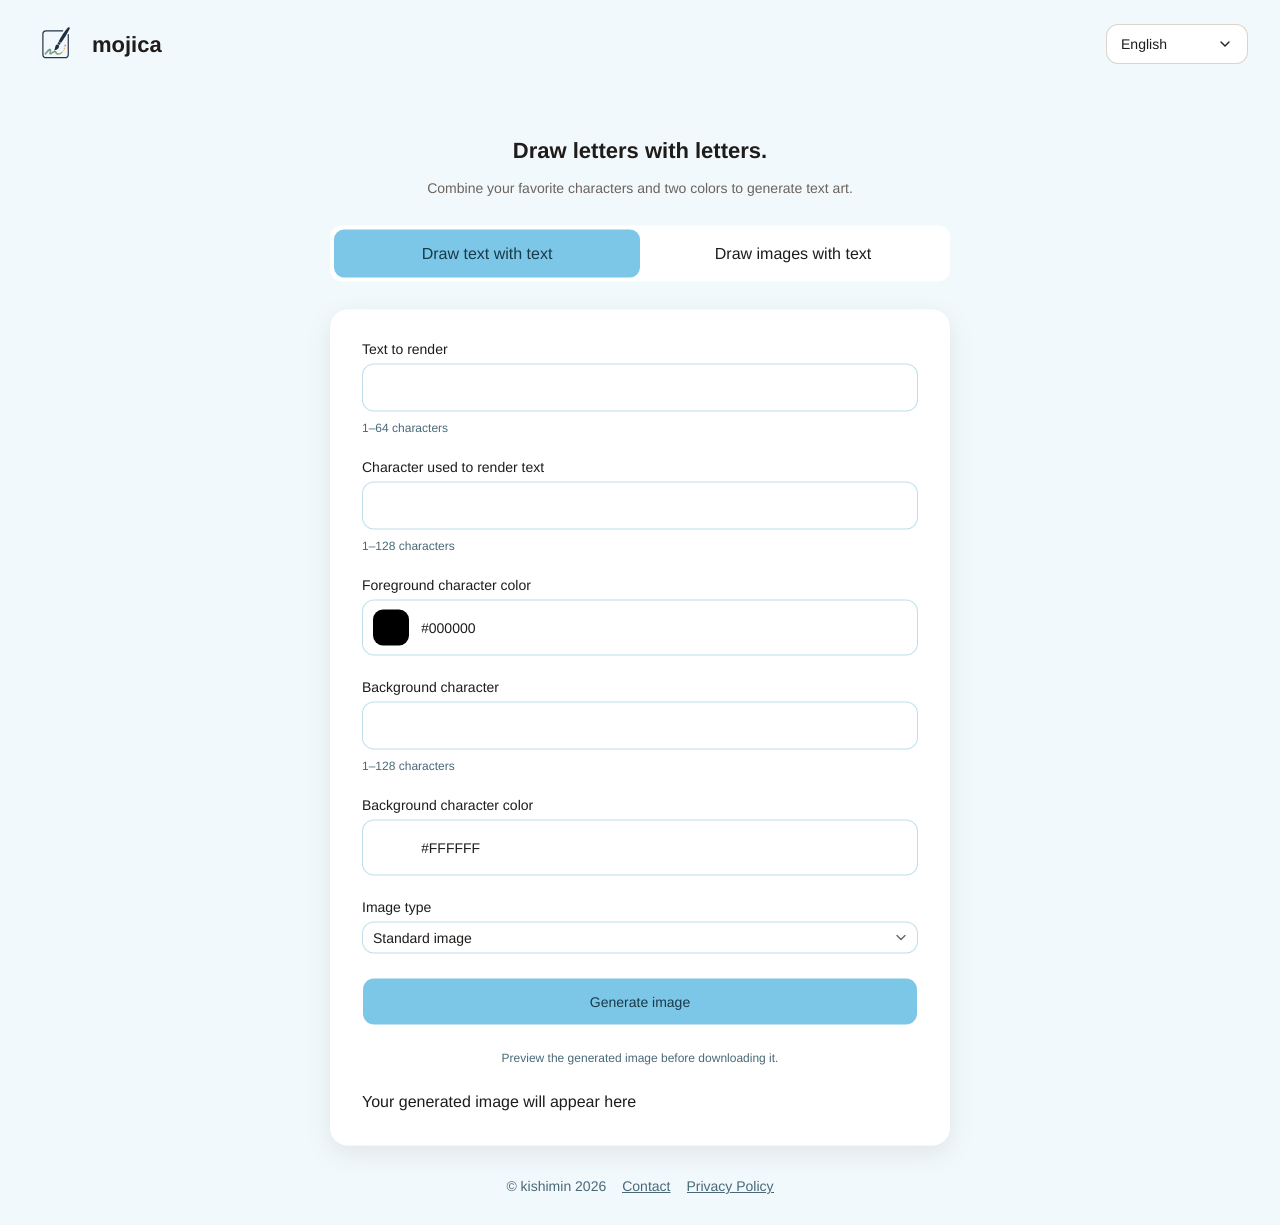 mojica
English
Draw letters with letters.
Combine your favorite characters and two colors to generate text art.
Draw text with text
Draw images with text
Text to render
1–64 characters
Character used to render text
1–128 characters
Foreground character color
#000000
Background character
1–128 characters
Background character color
#FFFFFF
Image type
Standard image
Generate image
Preview the generated image before downloading it.
Your generated image will appear here
© kishimin 2026 Contact Privacy Policy